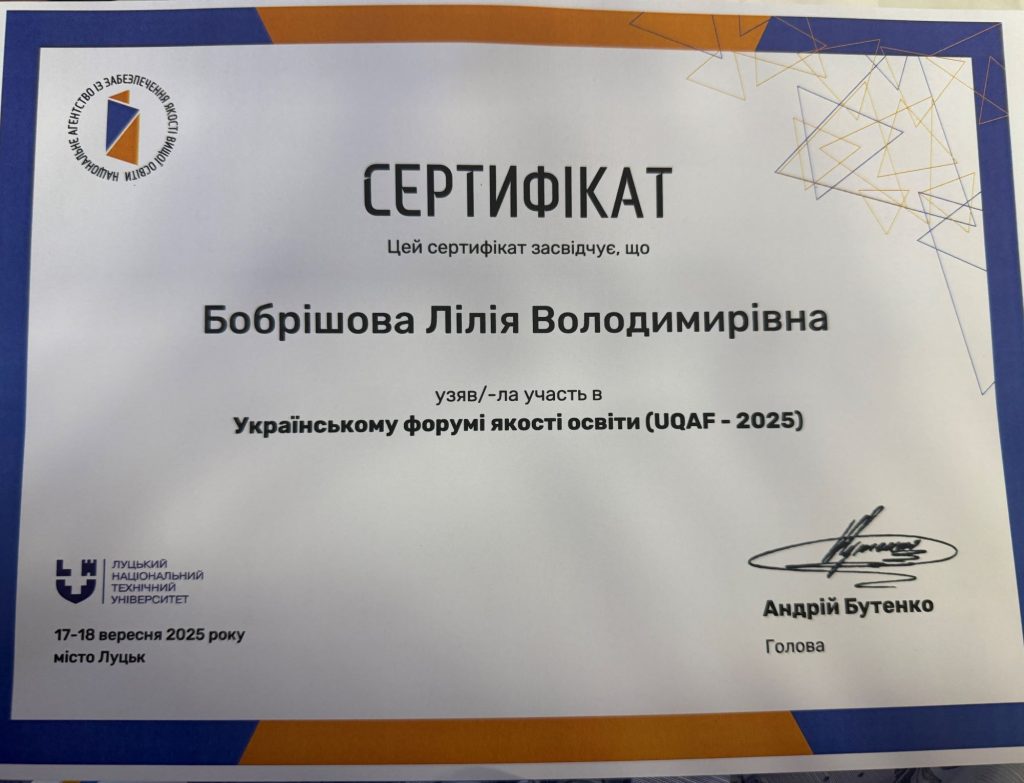 НАЦІОНАЛЬНЕ АГЕНТСТВО ІЗ ЗАБЕЗПЕЧЕННЯ ЯКОСТІ ВИЩОЇ ОСВІТИ
СЕРТИФІКАТ
Цей сертифікат засвідчує, що
Бобрішова Лілія Володимирівна
узяв/-ла участь в
Українському форумі якості освіти (UQAF - 2025)
ЛУЦЬКИЙ
НАЦІОНАЛЬНИЙ
ТЕХНІЧНИЙ
УНІВЕРСИТЕТ
17-18 вересня 2025 року
місто Луцьк
Андрій Бутенко
Голова